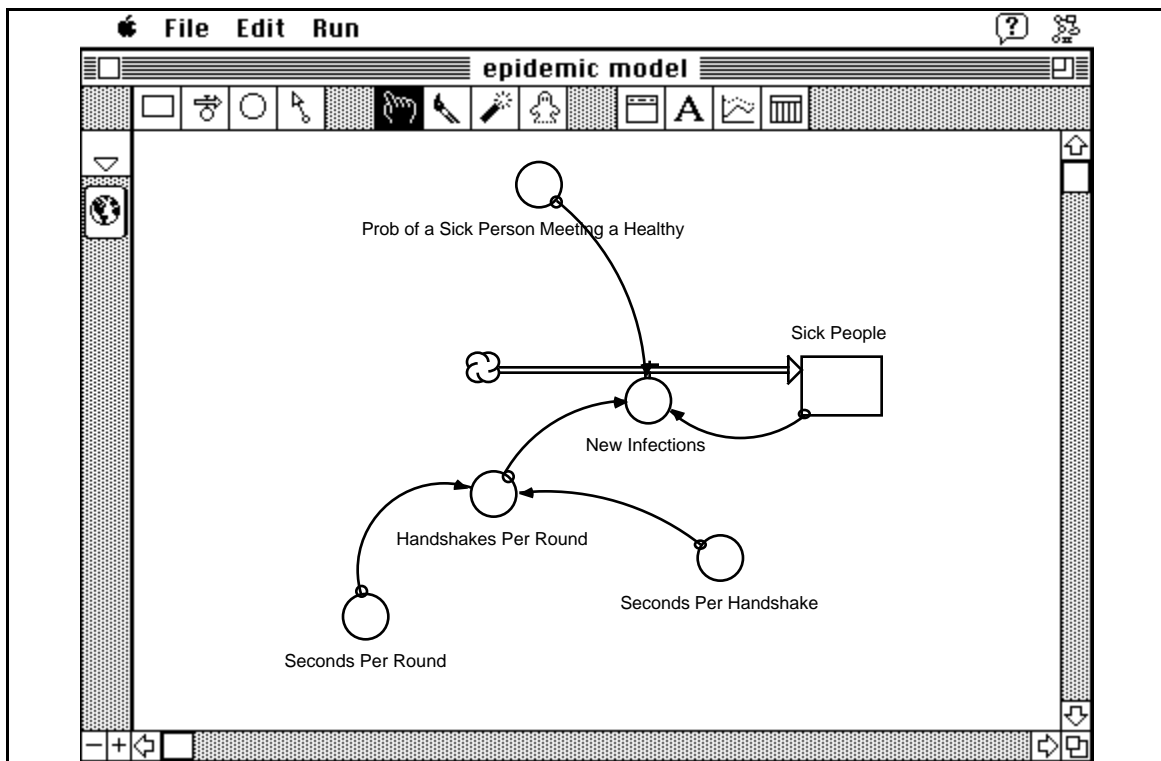 File Edit Run
?
epidemic model
A
Prob of a Sick Person Meeting a Healthy
Sick People
New Infections
Handshakes Per Round
Seconds Per Handshake
Seconds Per Round